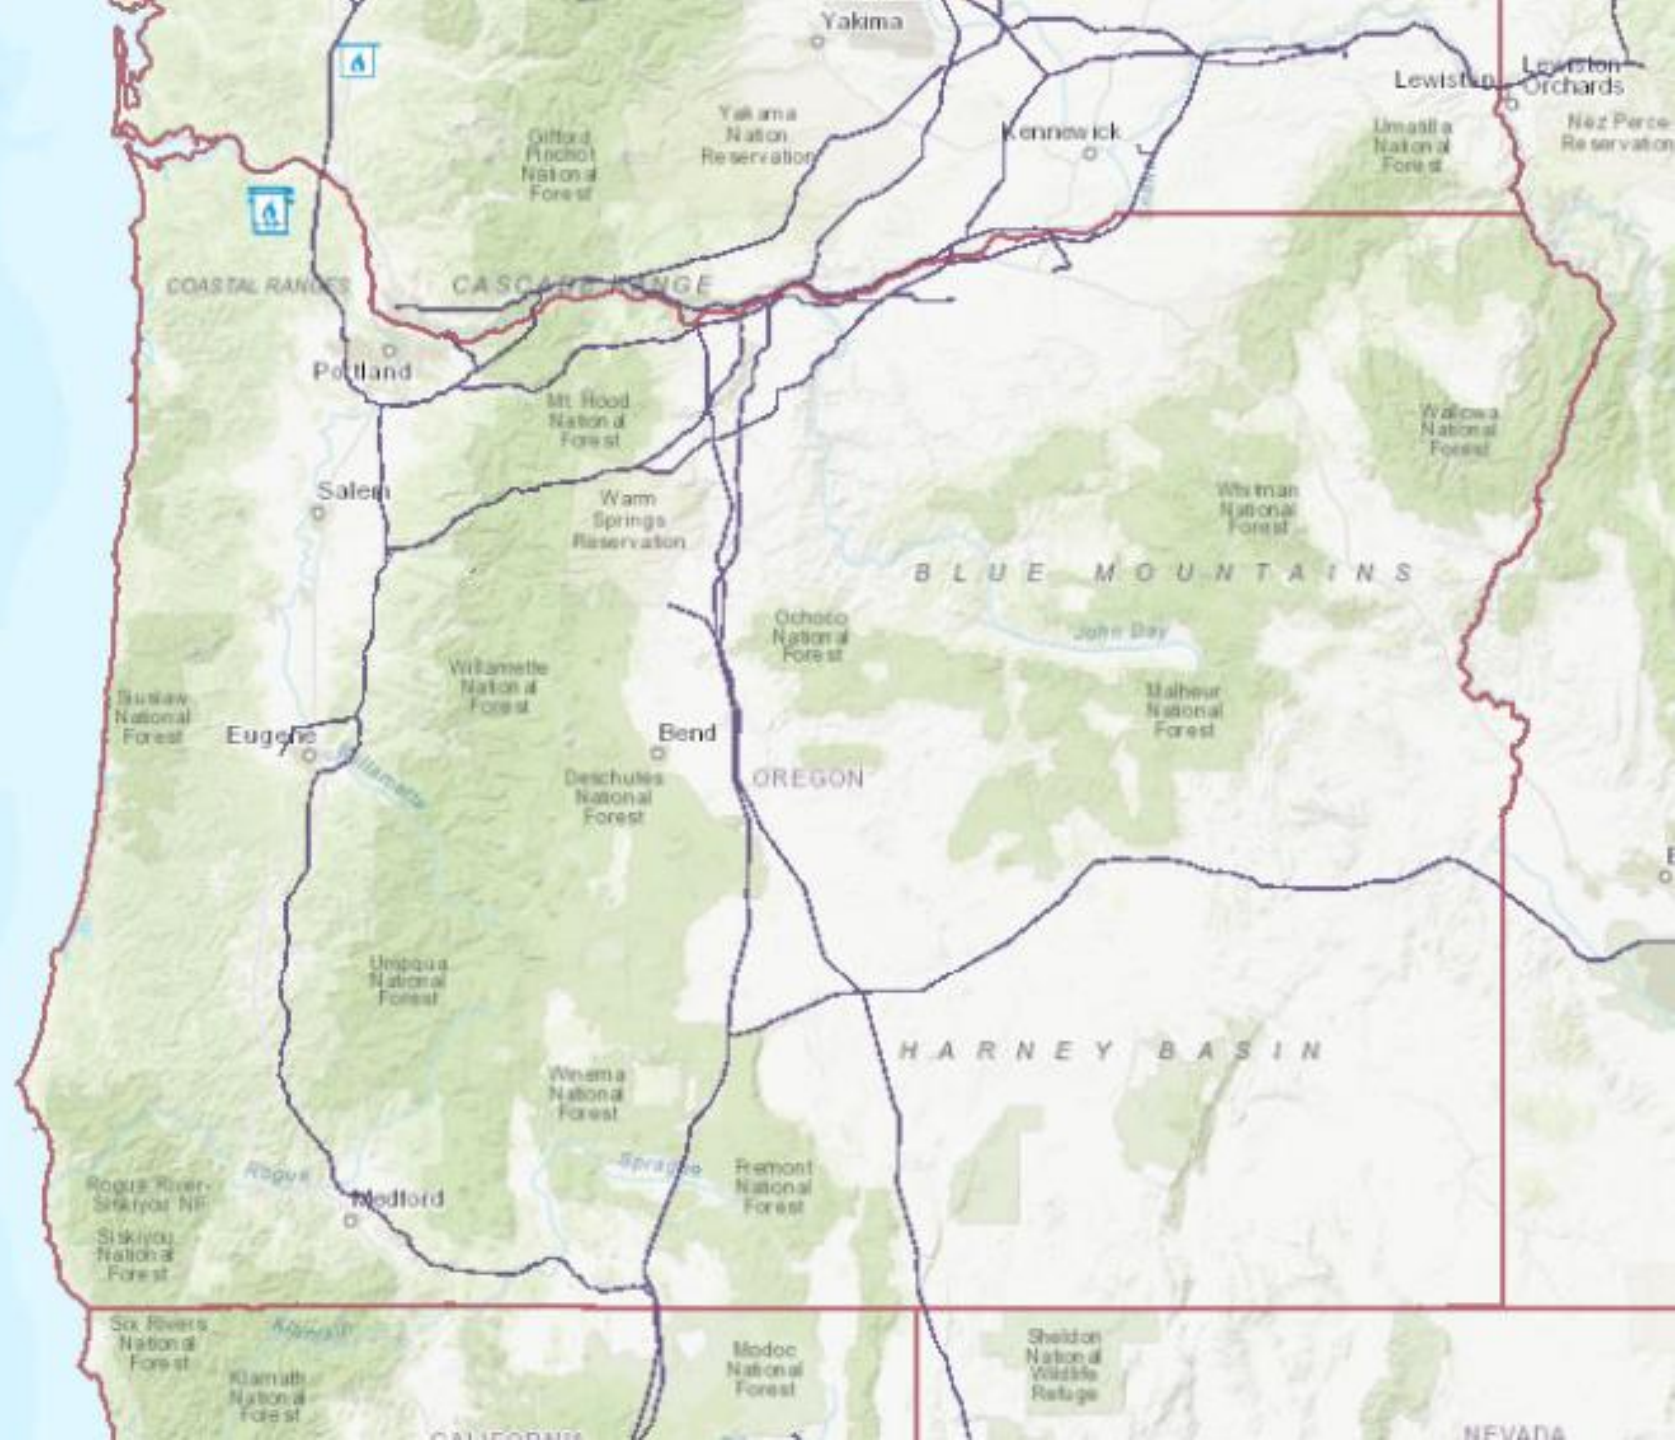 Yakima
Lewiston
Lewiston
Orchards
Yakama
Nation
Reservation
Gifford
Pinchot
National
Forest
Kennewick
Umatilla
National
Forest
Nez Perce
Reservation
COASTAL RANGES
CASCADE RANGE
Portland
Mt Hood
National
Forest
Wallowa
National
Forest
Salem
Warm
Springs
Reservation
Whitman
National
Forest
BLUE MOUNTAINS
Ochoco
National
Forest
John Day
Willamette
National
Forest
Siuslaw
National
Forest
Malheur
National
Forest
Eugene
Bend
Willamette
OREGON
Deschutes
National
Forest
Umpqua
National
Forest
HARNEY BASIN
Winema
National
Forest
Rogue
Sprague
Fremont
National
Forest
Rogue River-
Siskiyou NF
Medford
Siskiyou
National
Forest
Six Rivers
National
Forest
Klamath
Klamath
National
Forest
Modoc
National
Forest
Sheldon
National
Wildlife
Refuge
CALIFORNIA
NEVADA